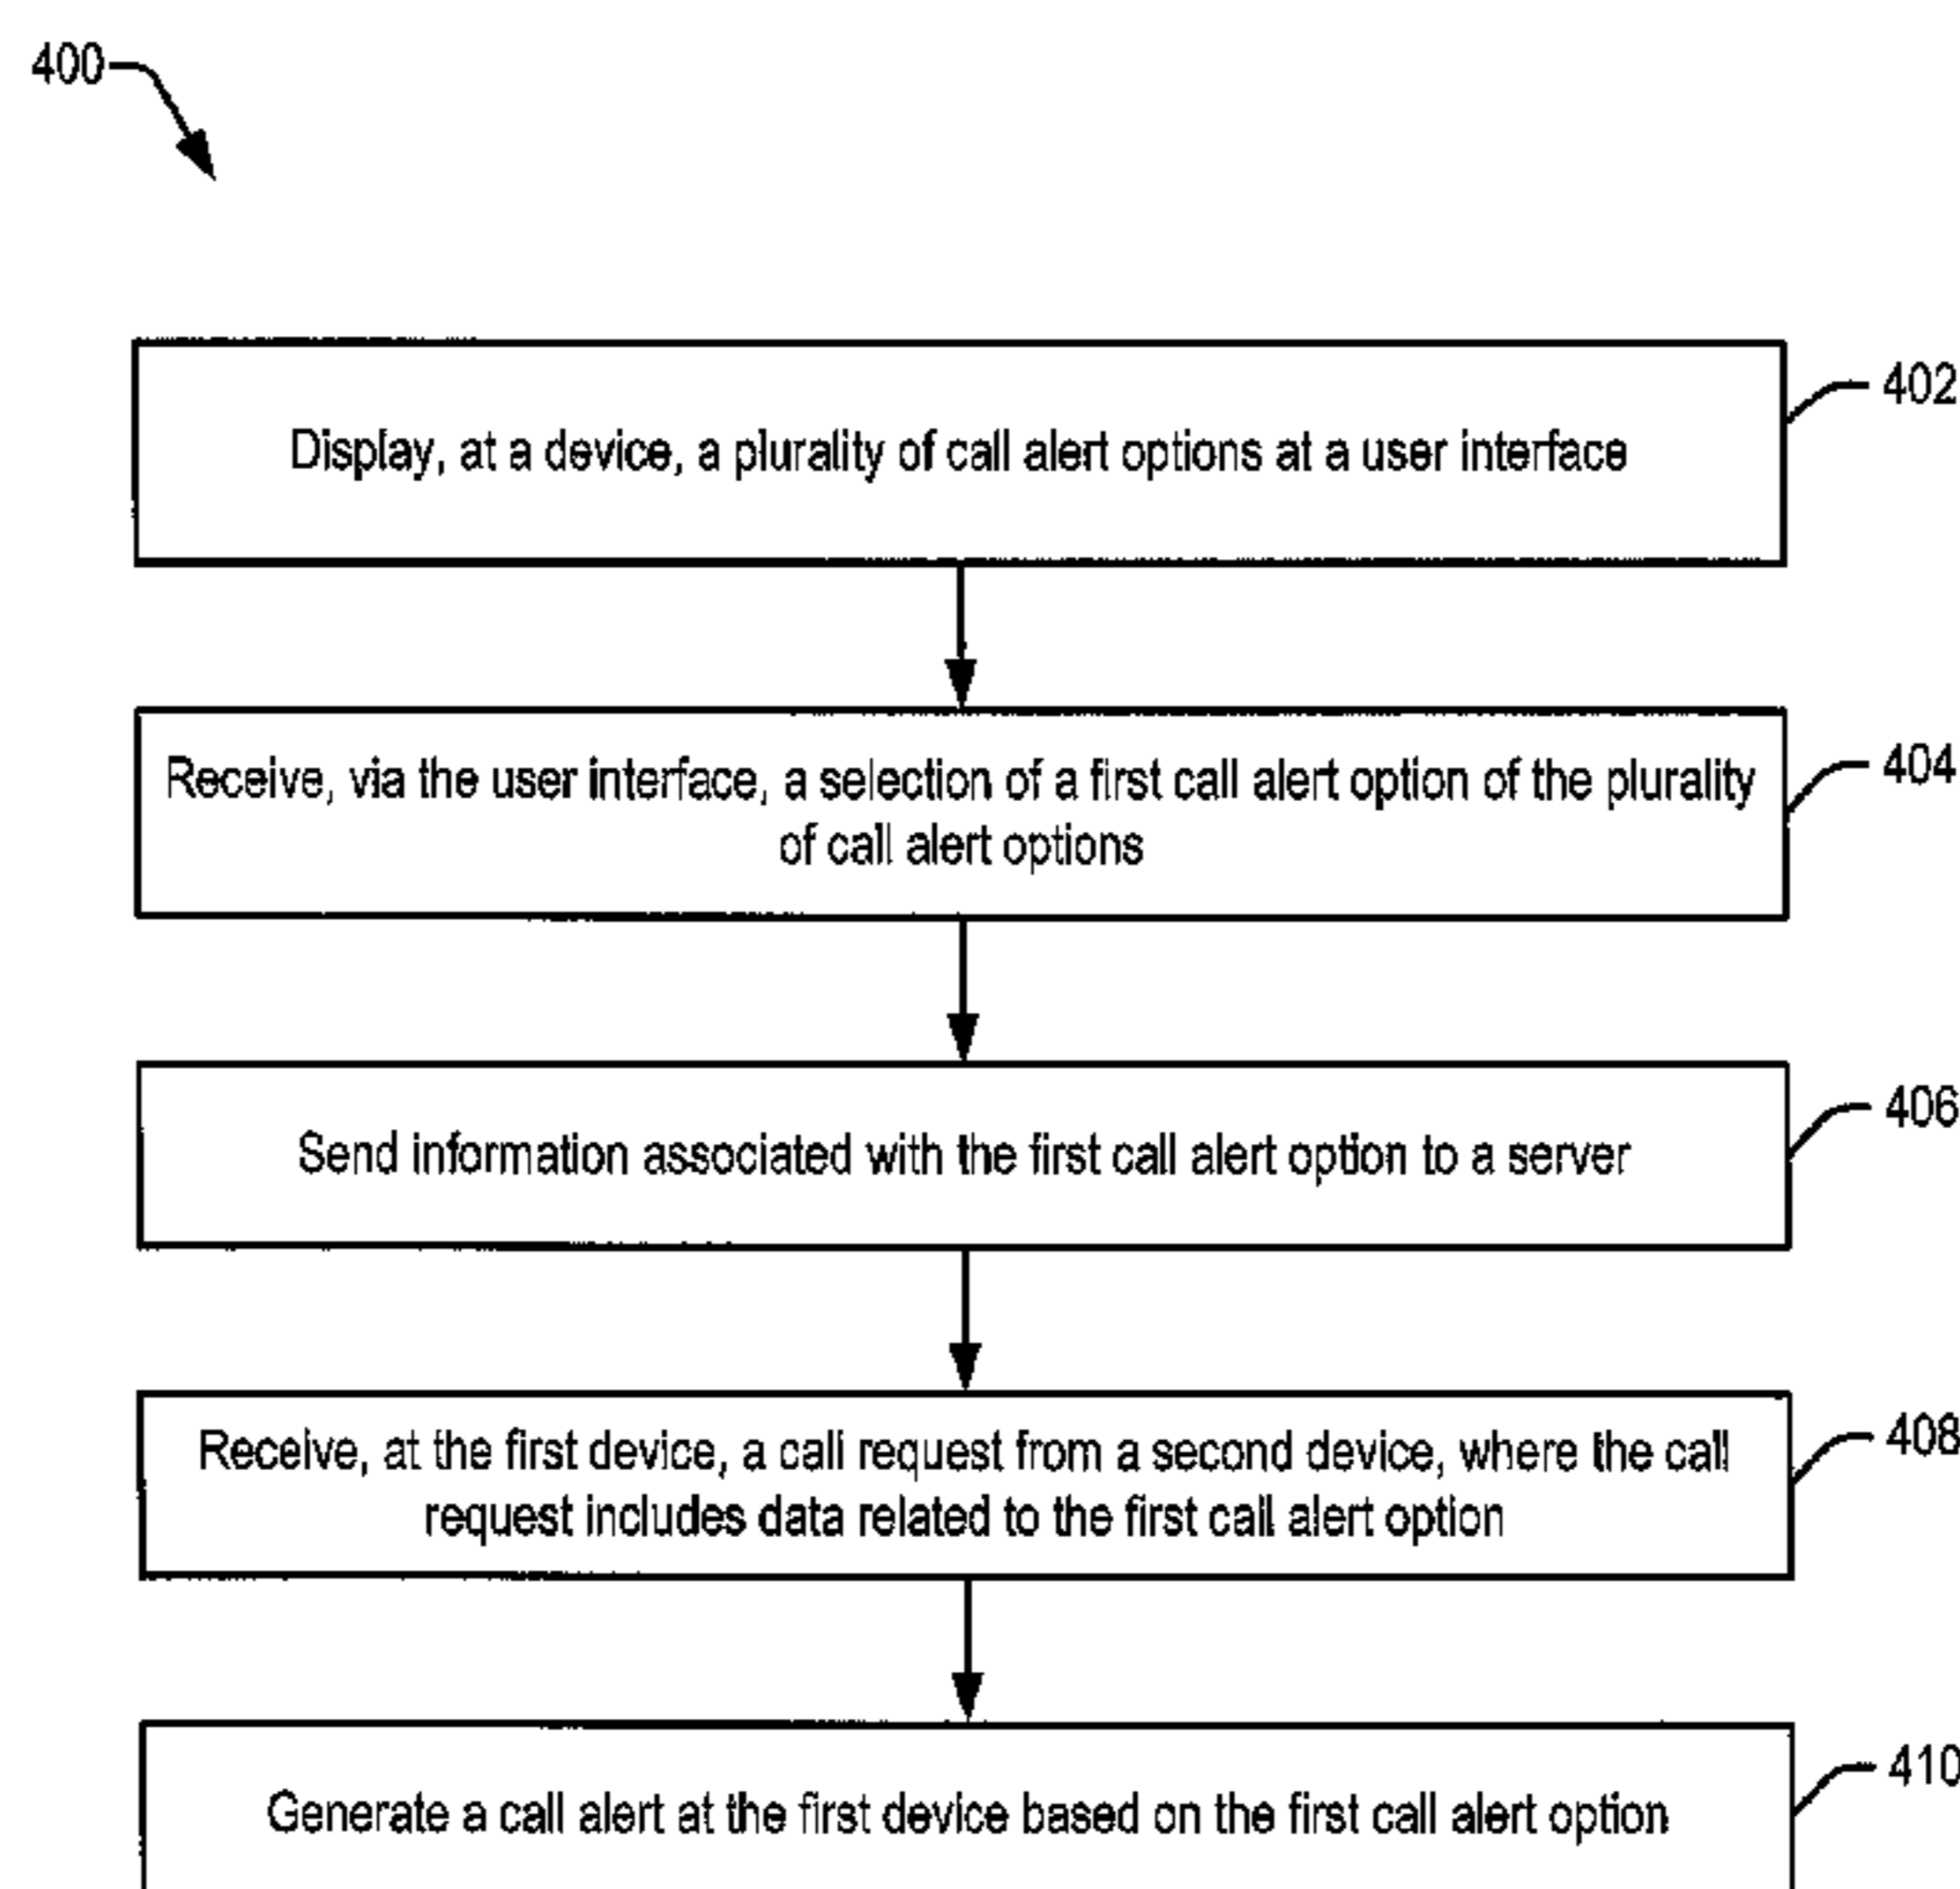 400
Display, at a device, a plurality of call alert options at a user interface
402
Receive, via the user interface, a selection of a first call alert option of the plurality
of call alert options
404
Send information associated with the first call alert option to a server
406
Receive, at the first device, a call request from a second device, where the call
request includes data related to the first call alert option
408
Generate a call alert at the first device based on the first call alert option
410